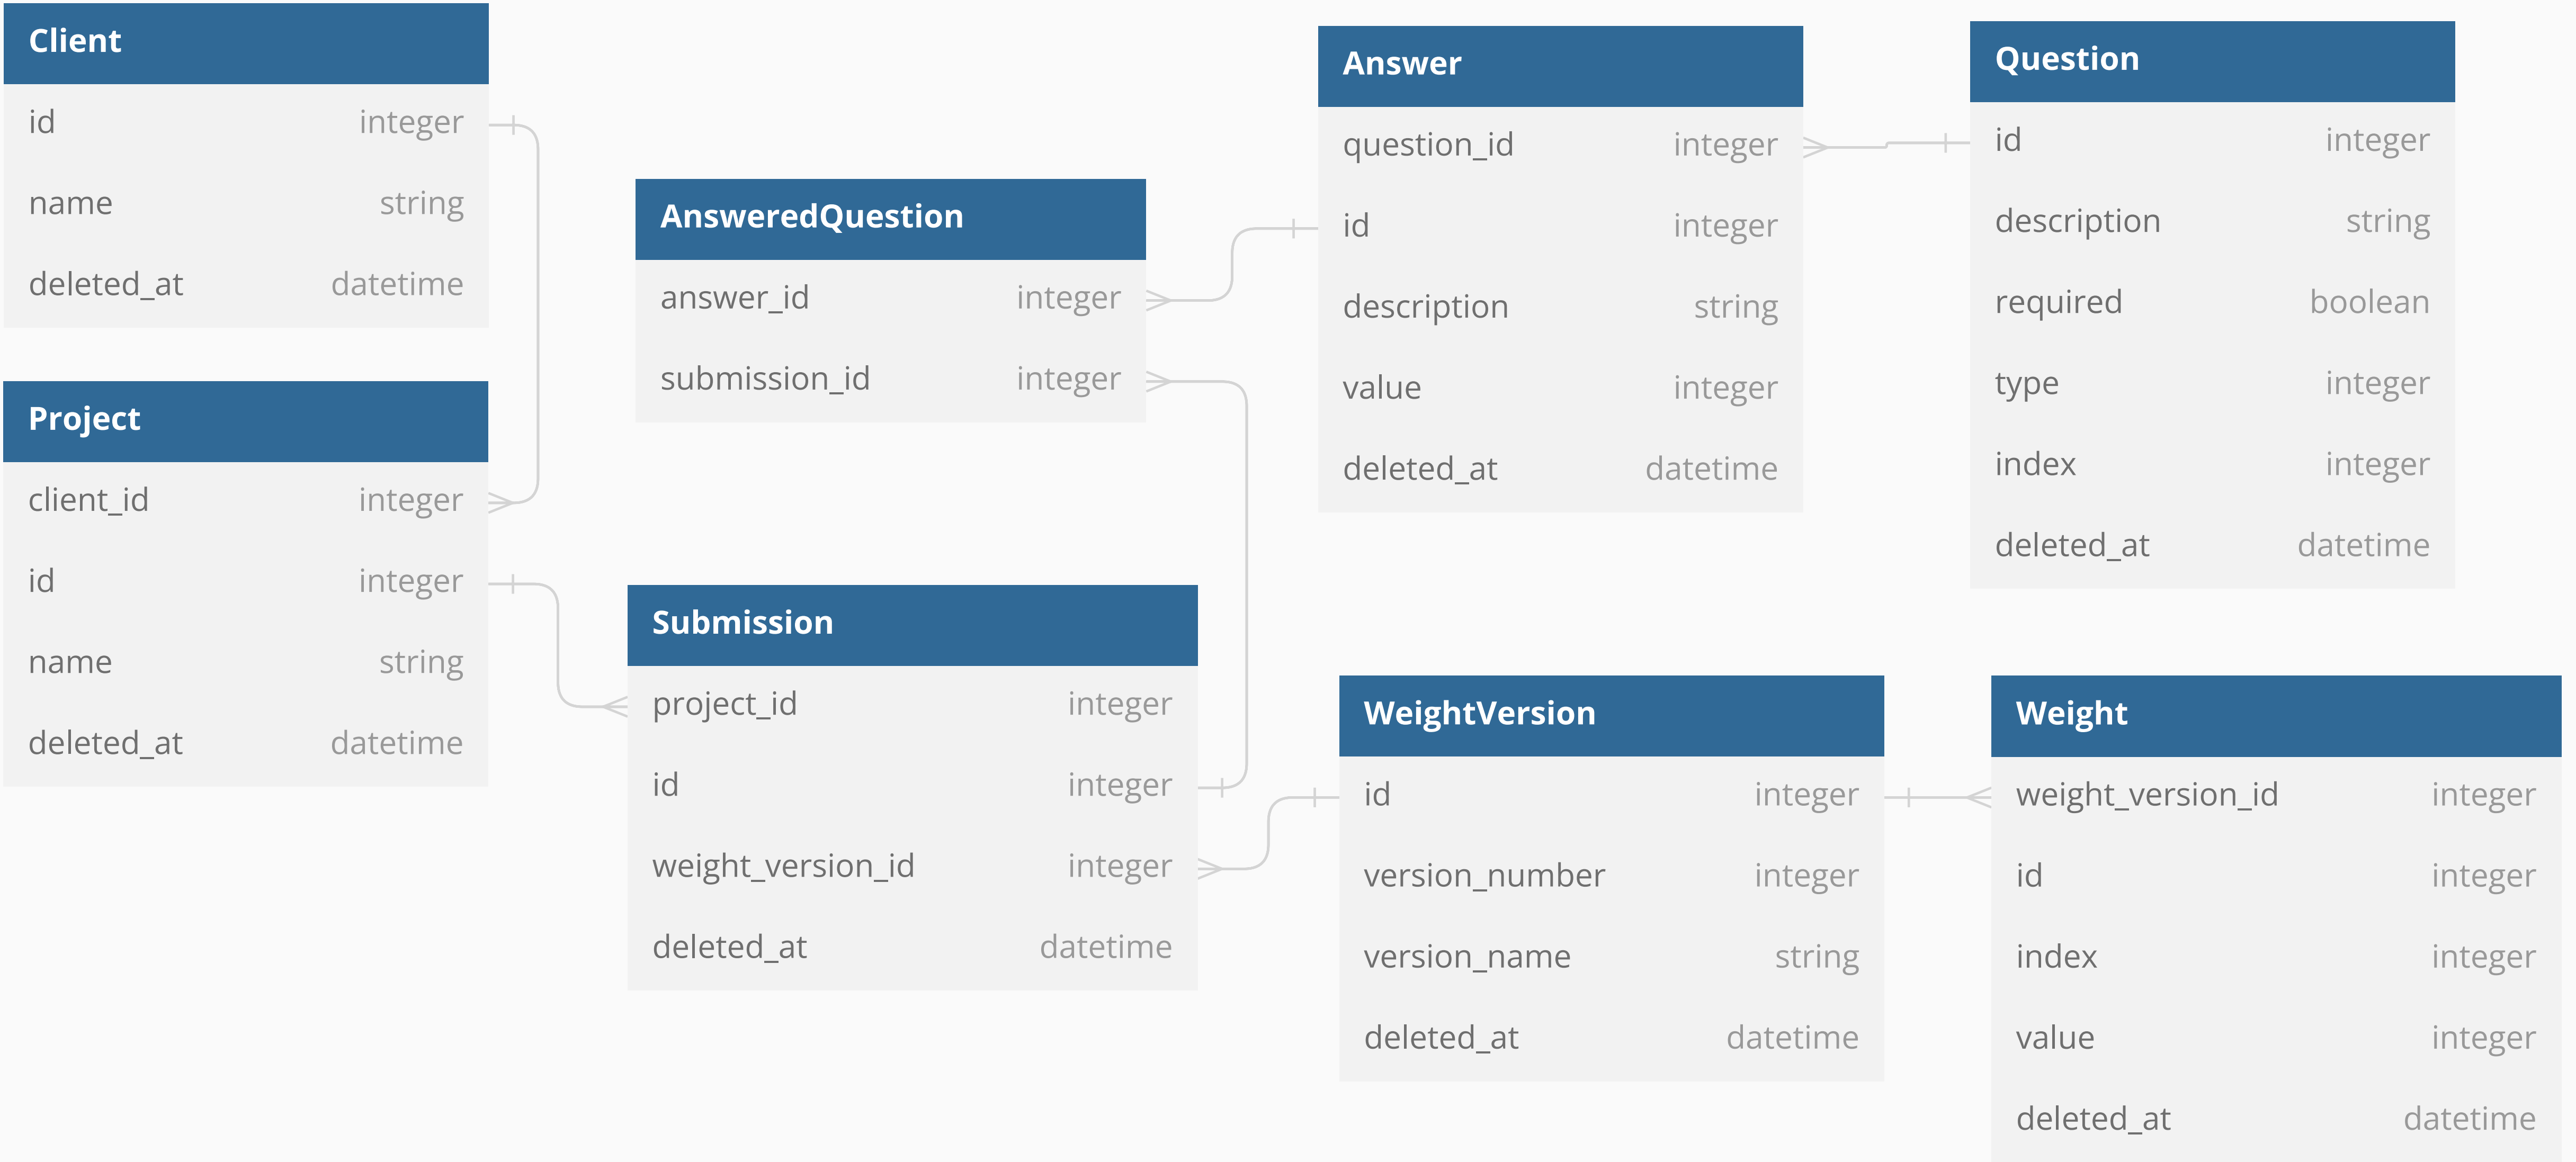 Client
id integer
name string
deleted_at datetime
Project
client_id integer
id integer
name string
deleted_at datetime
AnsweredQuestion
answer_id integer
submission_id integer
Submission
project_id integer
id integer
weight_version_id integer
deleted_at datetime
Answer
question_id integer
id integer
description string
value integer
deleted_at datetime
Question
id integer
description string
required boolean
type integer
index integer
deleted_at datetime
WeightVersion
id integer
version_number integer
version_name string
deleted_at datetime
Weight
weight_version_id integer
id integer
index integer
value integer
deleted_at datetime